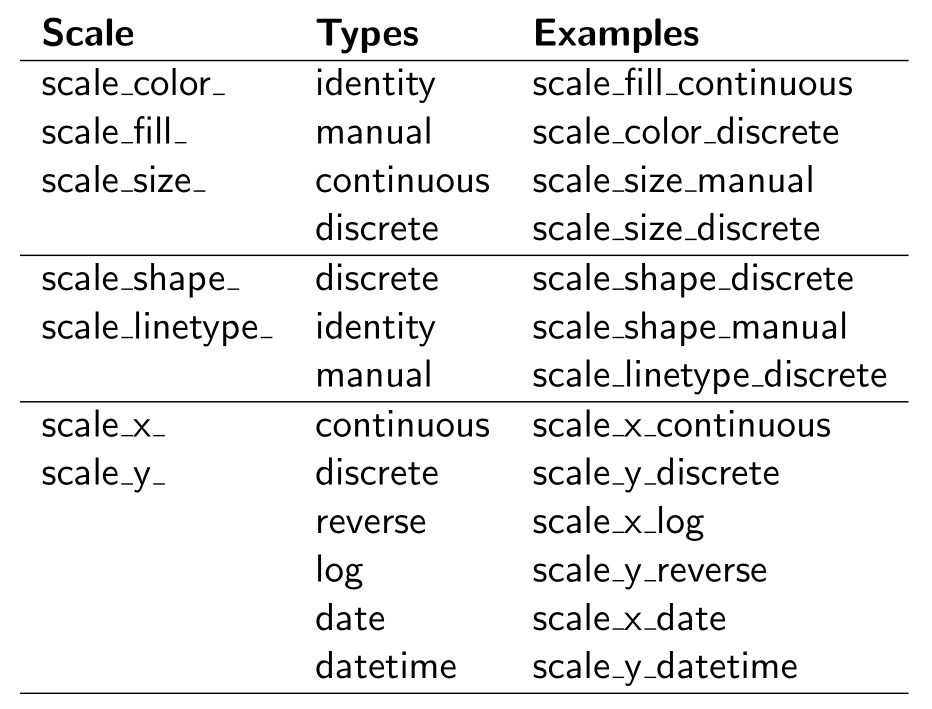 Scale Types Examples
scale_color_ identity scale_fill_continuous
scale_fill_ manual scale_color_discrete
scale_size_ continuous scale_size_manual
discrete scale_size_discrete
scale_shape_ discrete scale_shape_discrete
scale_linetype_ identity scale_shape_manual
manual scale_linetype_discrete
scale_x_ continuous scale_x_continuous
scale_y_ discrete scale_y_discrete
reverse scale_x_log
log scale_y_reverse
date scale_x_date
datetime scale_y_datetime